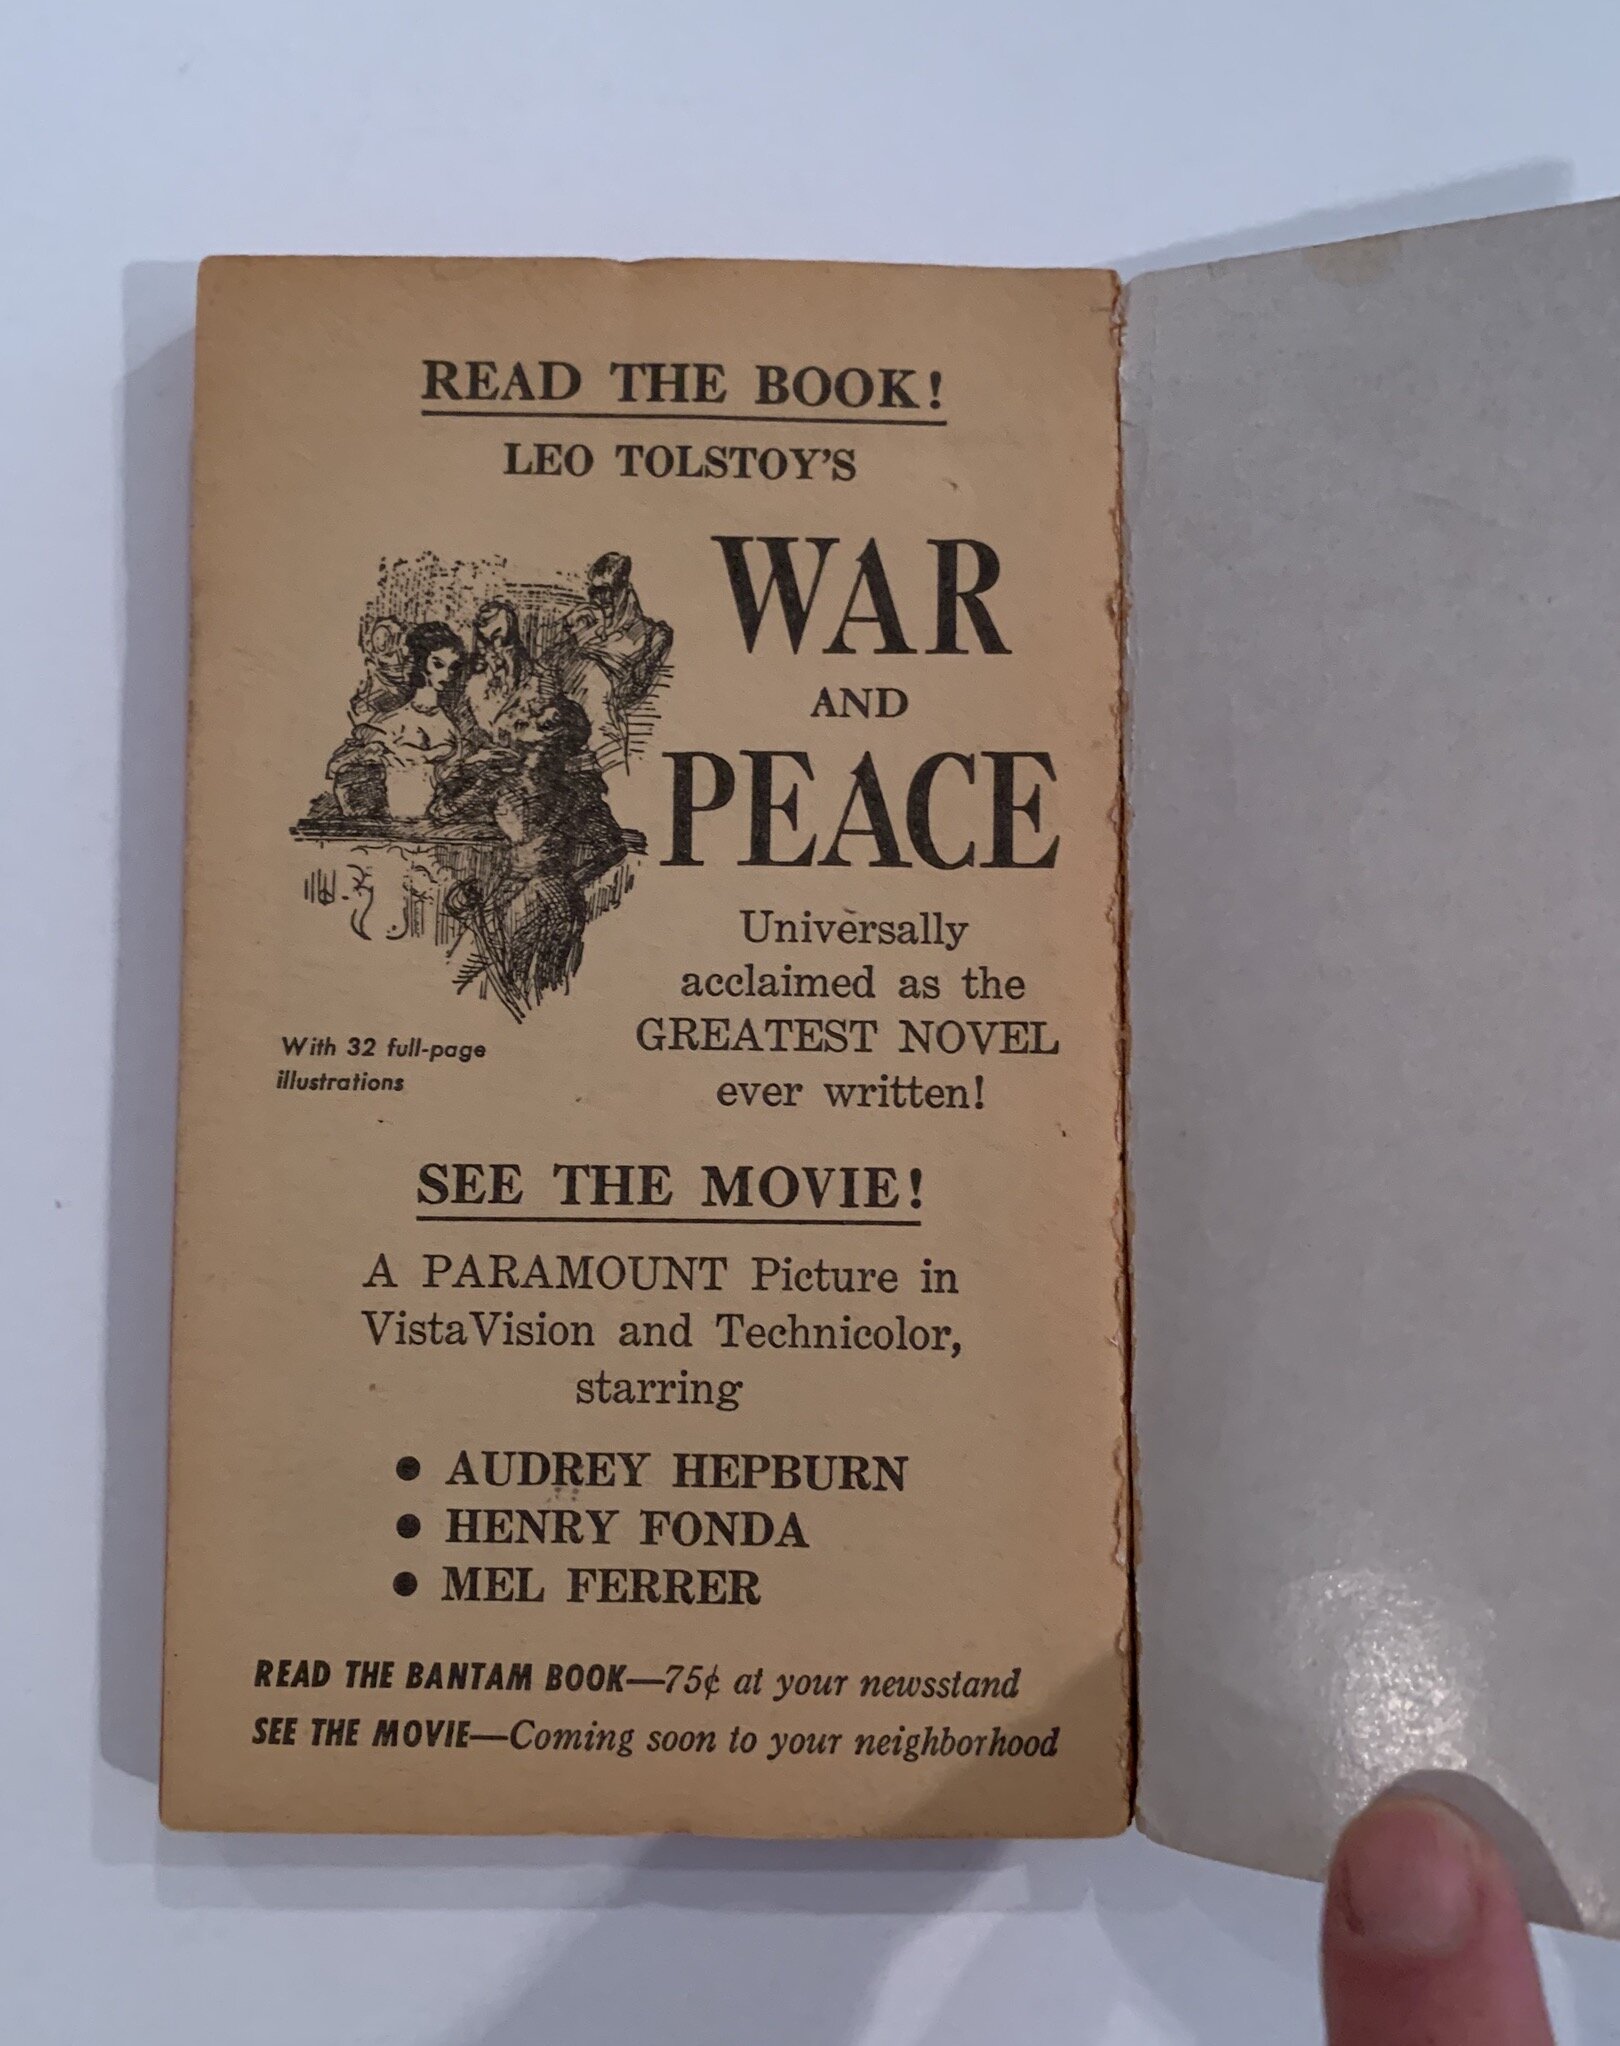 READ THE BOOK!
LEO TOLSTOY'S
WAR
AND
PEACE
Universally
acclaimed as the
GREATEST NOVEL
ever written!
With 32 full-page
illustrations
SEE THE MOVIE!
A PARAMOUNT Picture in
VistaVision and Technicolor,
starring
• AUDREY HEPBURN
• HENRY FONDA
• MEL FERRER
READ THE BANTAM BOOK—75¢ at your newsstand
SEE THE MOVIE—Coming soon to your neighborhood